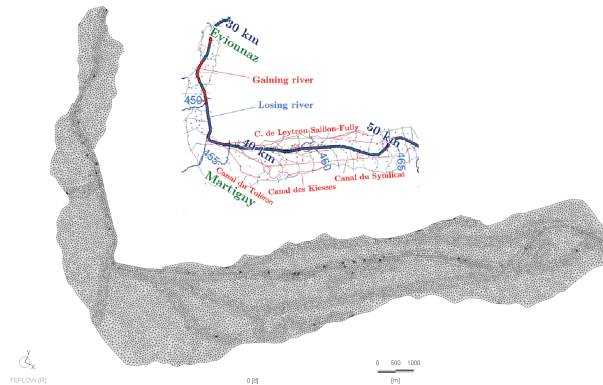 30 km
Evionnaz
Gaining river
450
Losing river
C. de Leytron-Saillon-Fully
50 km
40 km
455
460
465
Canal du Syndicat
Canal des Kiesses
Canal du Toléron
Martigny
Y
X
FEFLOW (R)
0 [d]
0 500 1000
[m]